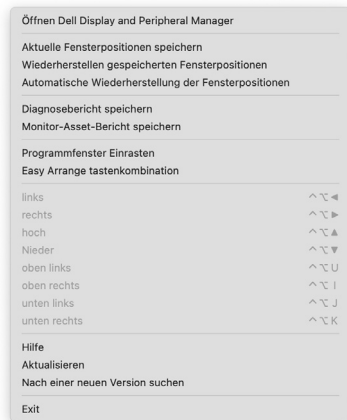 Öffnen Dell Display and Peripheral Manager
Aktuelle Fensterpositionen speichern
Wiederherstellen gespeicherten Fensterpositionen
Automatische Wiederherstellung der Fensterpositionen
Diagnosebericht speichern
Monitor-Asset-Bericht speichern
Programmfenster Einrasten
Easy Arrange tastenkombination
links ^⌥◀
rechts ^⌥▶
hoch ^⌥▲
Nieder ^⌥▼
oben links ^⌥U
oben rechts ^⌥I
unten links ^⌥J
unten rechts ^⌥K
Hilfe
Aktualisieren
Nach einer neuen Version suchen
Exit